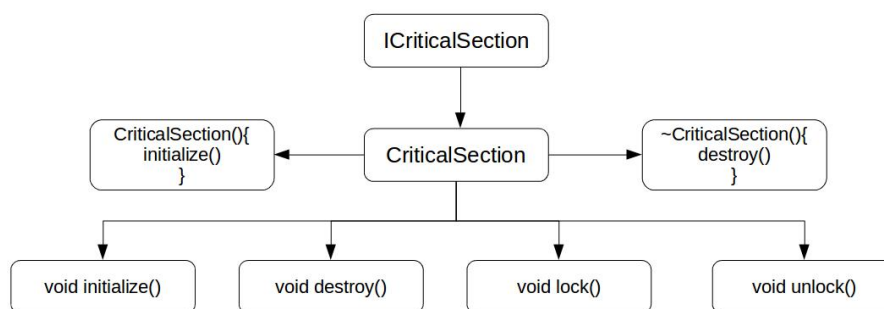 ICriticalSection
CriticalSection(){
initialize()
}
CriticalSection
~CriticalSection(){
destroy()
}
void initialize()
void destroy()
void lock()
void unlock()